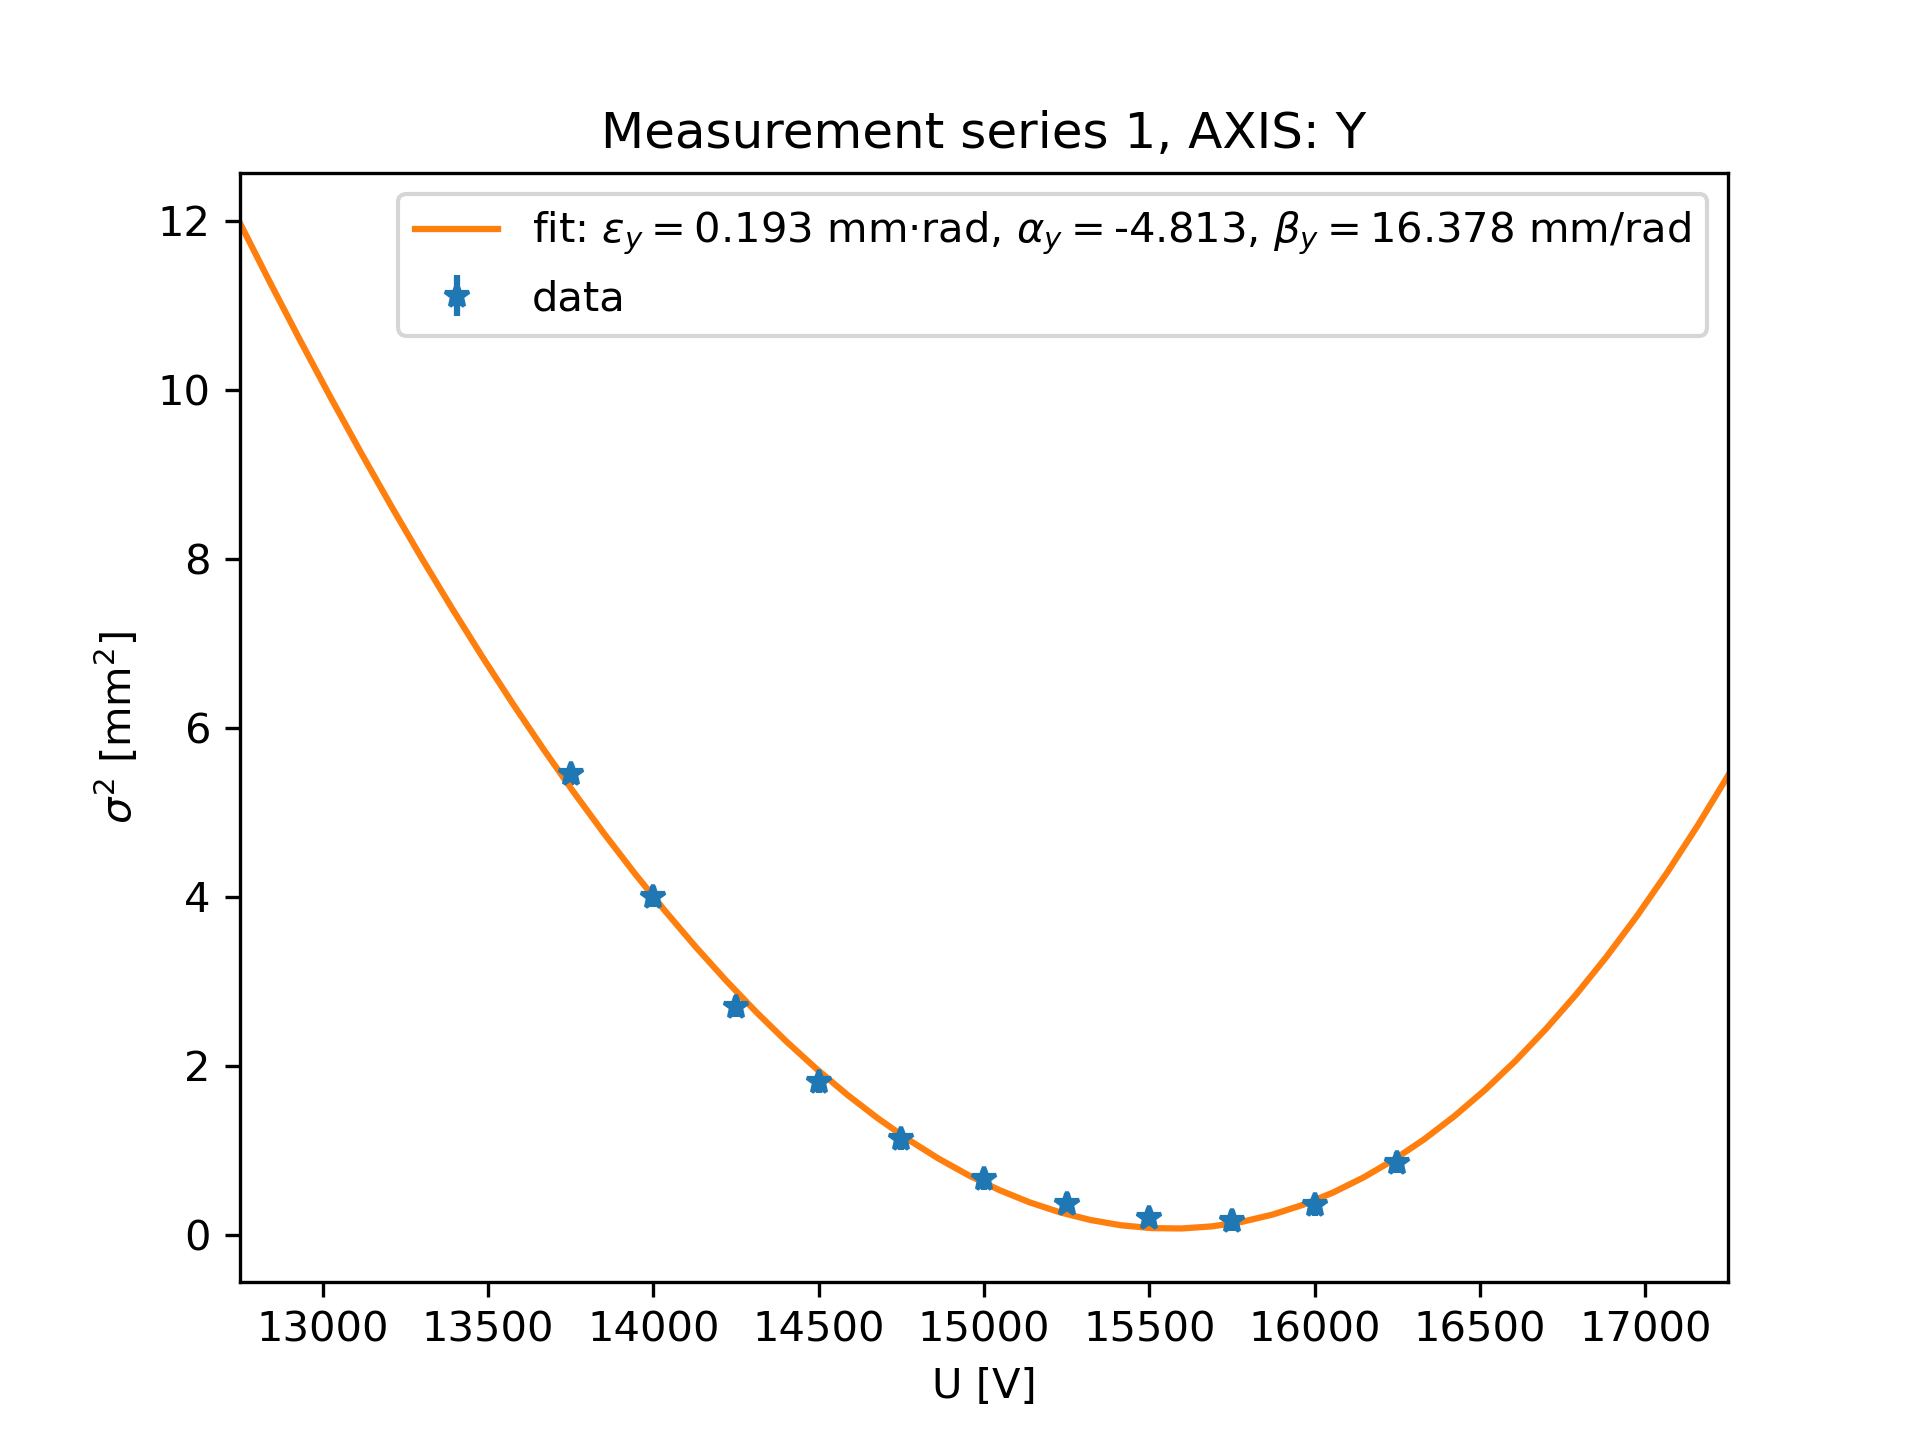 Measurement series 1, AXIS: Y
fit: εy = 0.193 mm·rad, αy = -4.813, βy = 16.378 mm/rad
data
12
10
8
6
4
2
0
σ² [mm²]
13000 13500 14000 14500 15000 15500 16000 16500 17000
U [V]